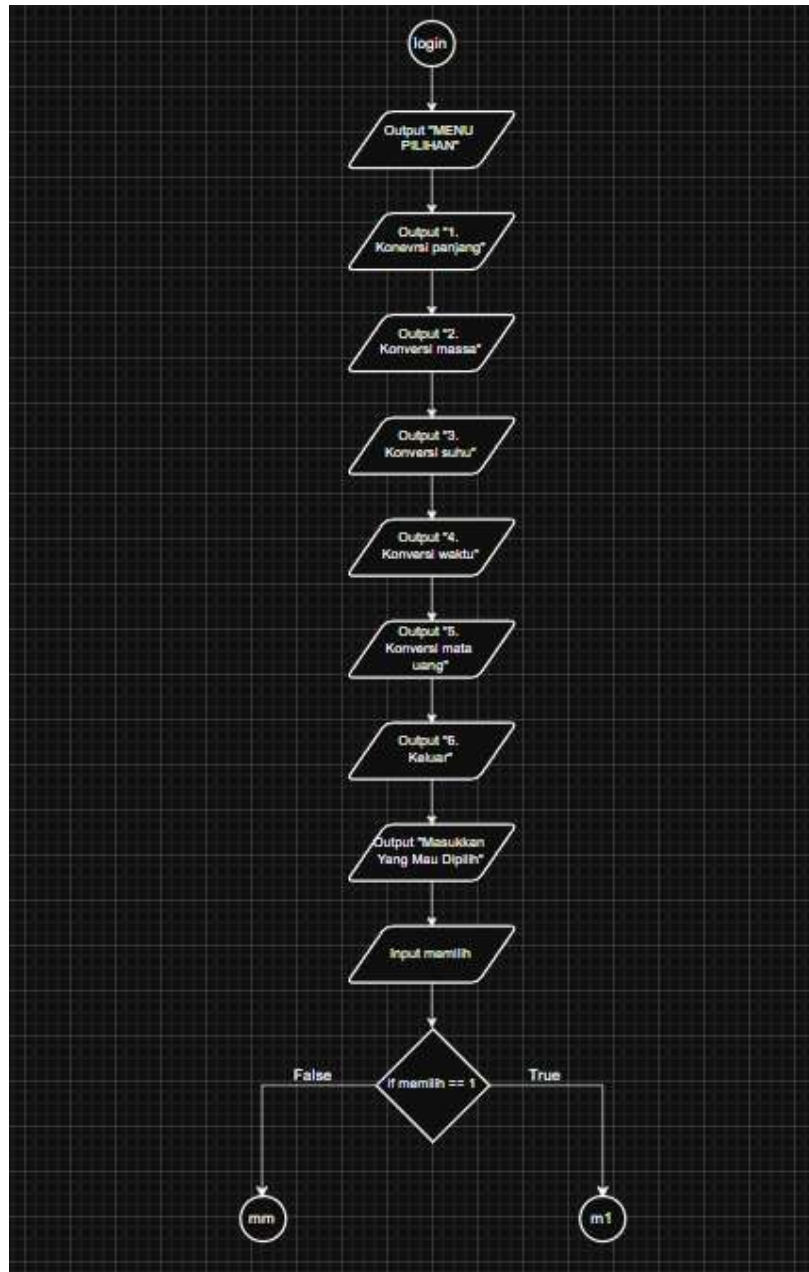 login
Output "MENU
PILIHAN"
Output "1.
Konevrsi panjang"
Output "2.
Konversi massa"
Output "3.
Konversi suhu"
Output "4.
Konversi waktu"
Output "5.
Konversi mata
uang"
Output "6.
Keluar"
Output "Masukkan
Yang Mau Dipilih"
Input memilih
False
if memilih == 1
True
mm
m1